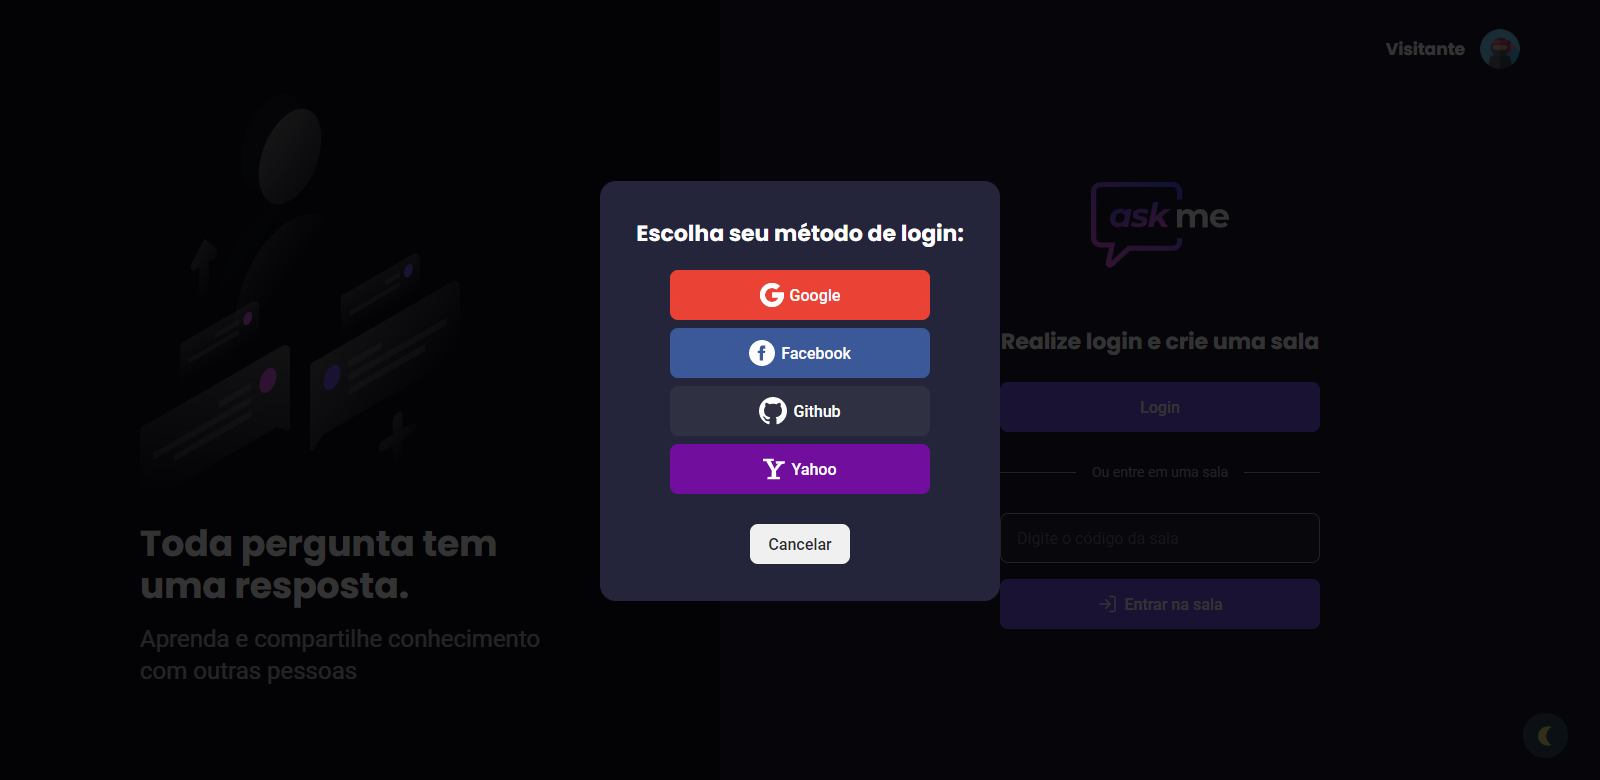 Visitante
ask me
Escolha seu método de login:
Google
Facebook
Github
Yahoo
Cancelar
Realize login e crie uma sala
Login
Ou entre em uma sala
Digite o código da sala
Entrar na sala
Toda pergunta tem
uma resposta.
Aprenda e compartilhe conhecimento
com outras pessoas